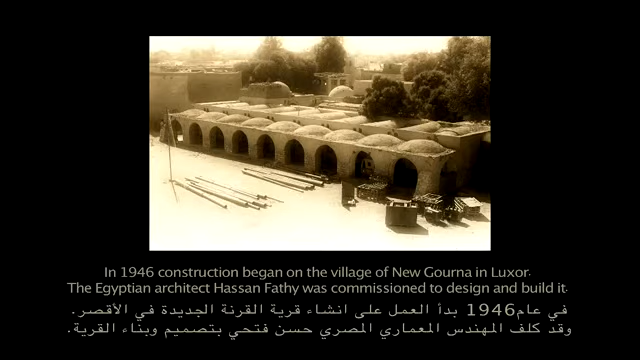 In 1946 construction began on the village of New Gourna in Luxor.
The Egyptian architect Hassan Fathy was commissioned to design and build it.
في عام1946 بدأ العمل على انشاء قرية القرنة الجديدة في الأقصر.
وقد كلف المهندس المعماري المصري حسن فتحي بتصميم وبناء القرية.